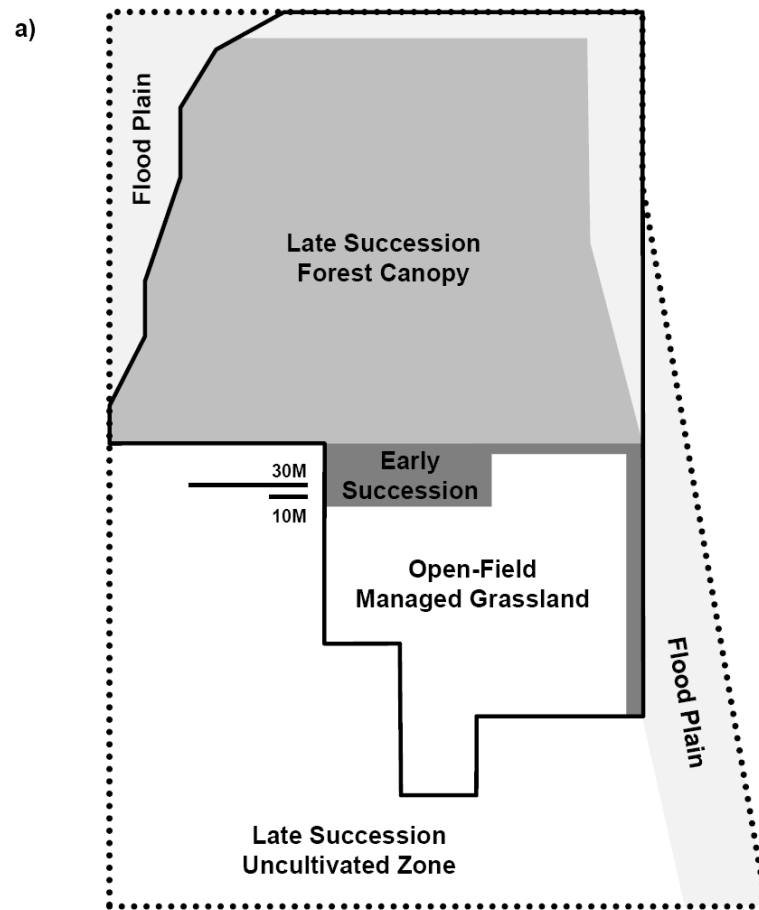 a)
Flood Plain
Late Succession
Forest Canopy
30M
10M
Early
Succession
Open-Field
Managed Grassland
Flood Plain
Late Succession
Uncultivated Zone